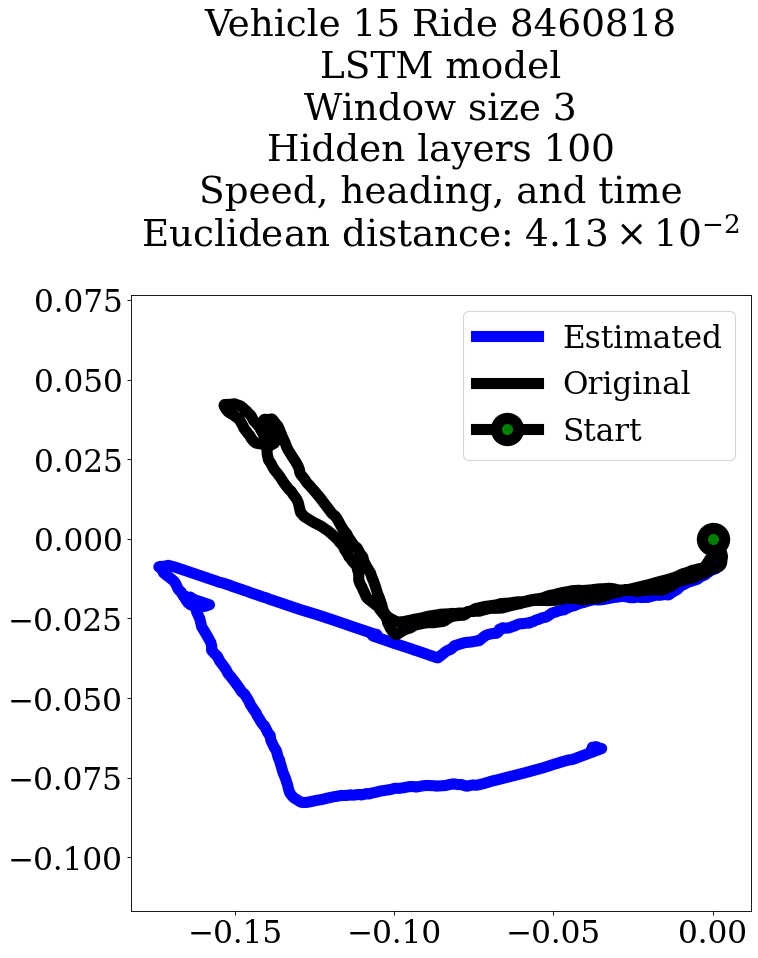 Vehicle 15 Ride 8460818
LSTM model
Window size 3
Hidden layers 100
Speed, heading, and time
Euclidean distance: 4.13 × 10⁻²
0.075
0.050
0.025
0.000
−0.025
−0.050
−0.075
−0.100
Estimated
Original
Start
−0.15
−0.10
−0.05
0.00